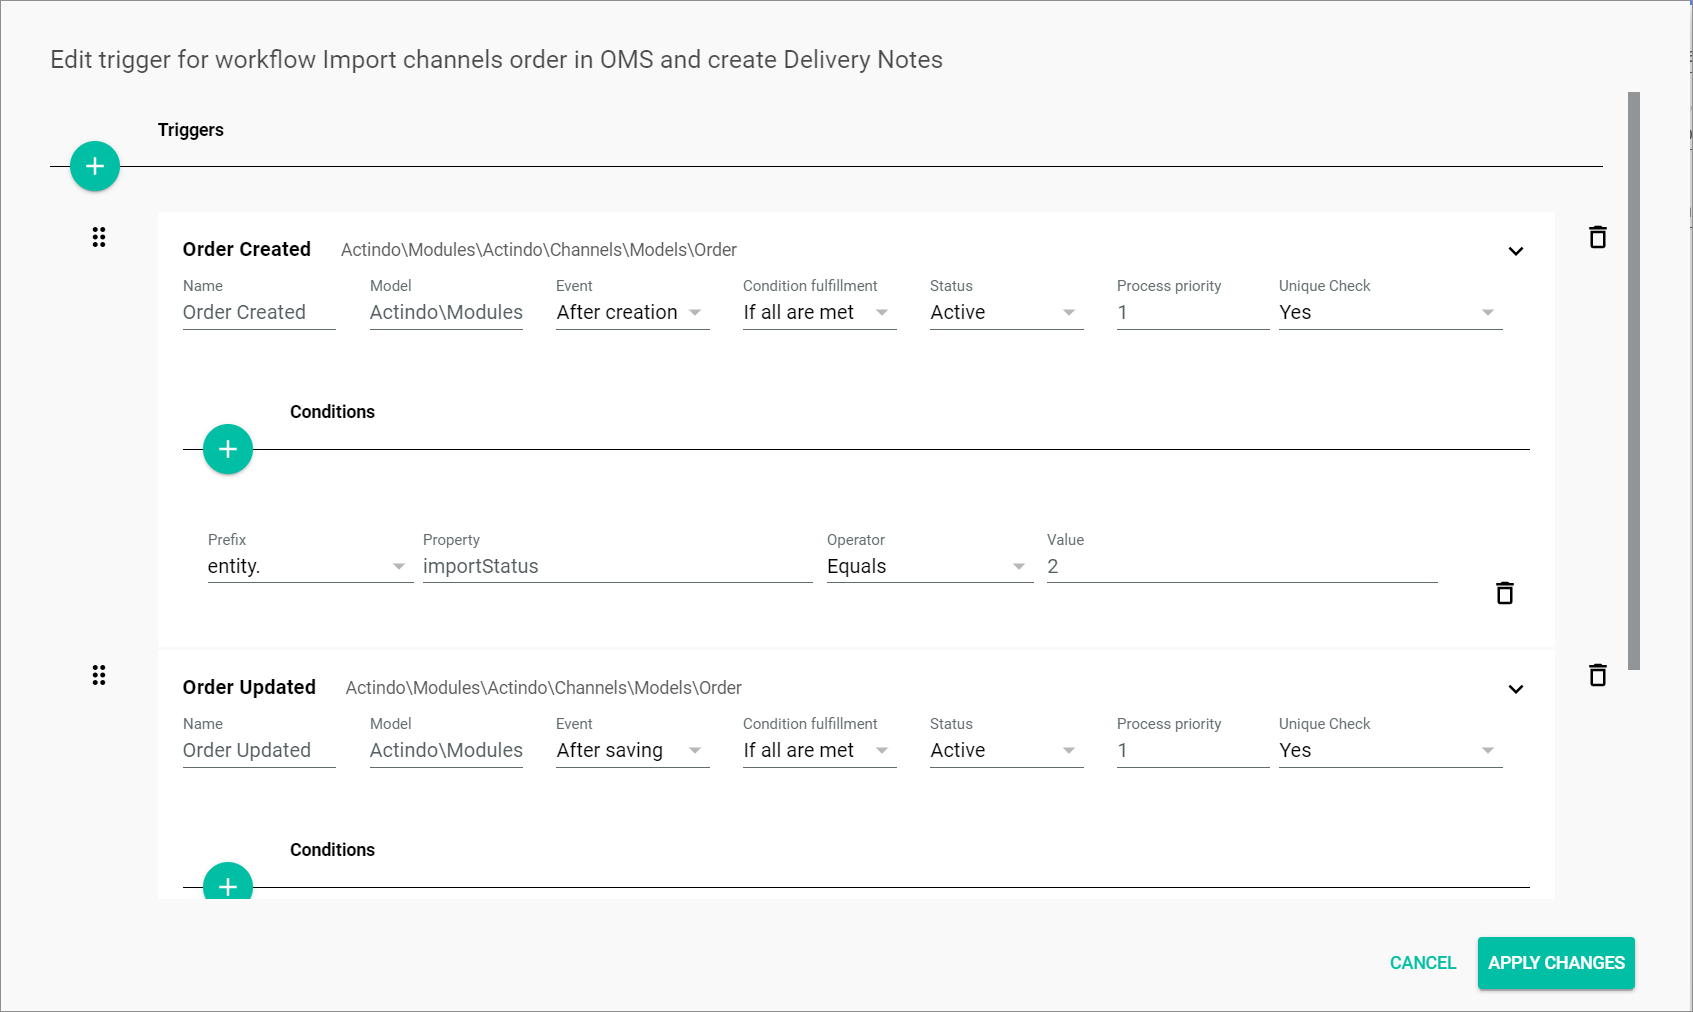 Edit trigger for workflow Import channels order in OMS and create Delivery Notes
Triggers
Order Created Actindo\Modules\Actindo\Channels\Models\Order
Name Model Event Condition fulfillment Status Process priority Unique Check
Order Created Actindo\Modules After creation If all are met Active 1 Yes
Conditions
Prefix Property Operator Value
entity. importStatus Equals 2
Order Updated Actindo\Modules\Actindo\Channels\Models\Order
Name Model Event Condition fulfillment Status Process priority Unique Check
Order Updated Actindo\Modules After saving If all are met Active 1 Yes
Conditions
CANCEL APPLY CHANGES